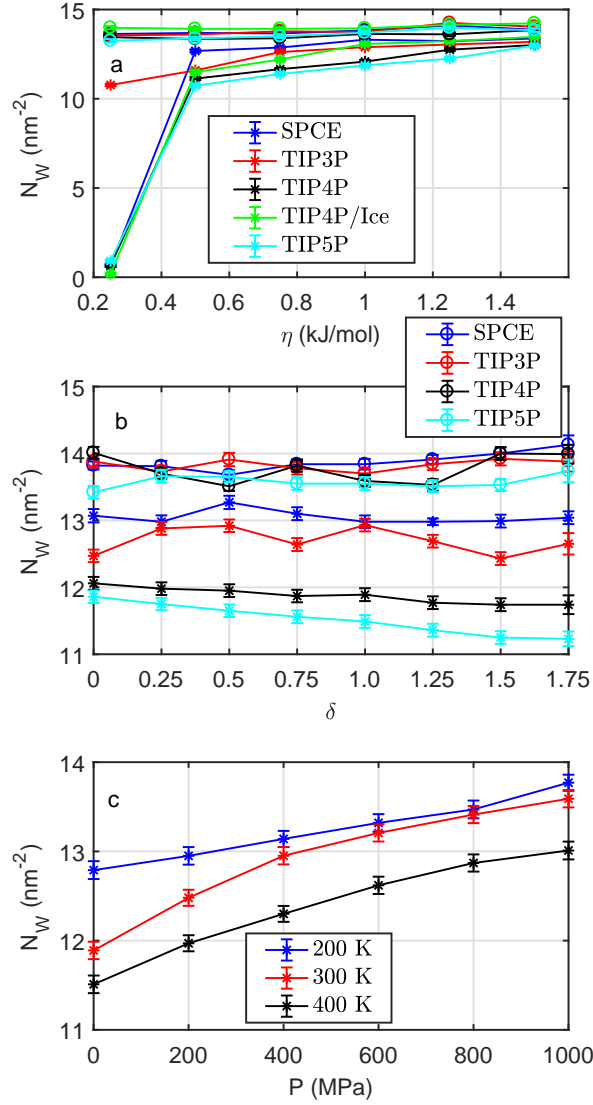 15
10
5
0
N_W (nm^-2)
a
SPCE
TIP3P
TIP4P
TIP4P/Ice
TIP5P
0.2 0.4 0.6 0.8 1 1.2 1.4
η (kJ/mol)
SPCE
TIP3P
TIP4P
TIP5P
15
14
13
12
11
N_W (nm^-2)
b
0 0.25 0.5 0.75 1.0 1.25 1.5 1.75
δ
14
13
12
11
N_W (nm^-2)
c
200 K
300 K
400 K
0 200 400 600 800 1000
P (MPa)